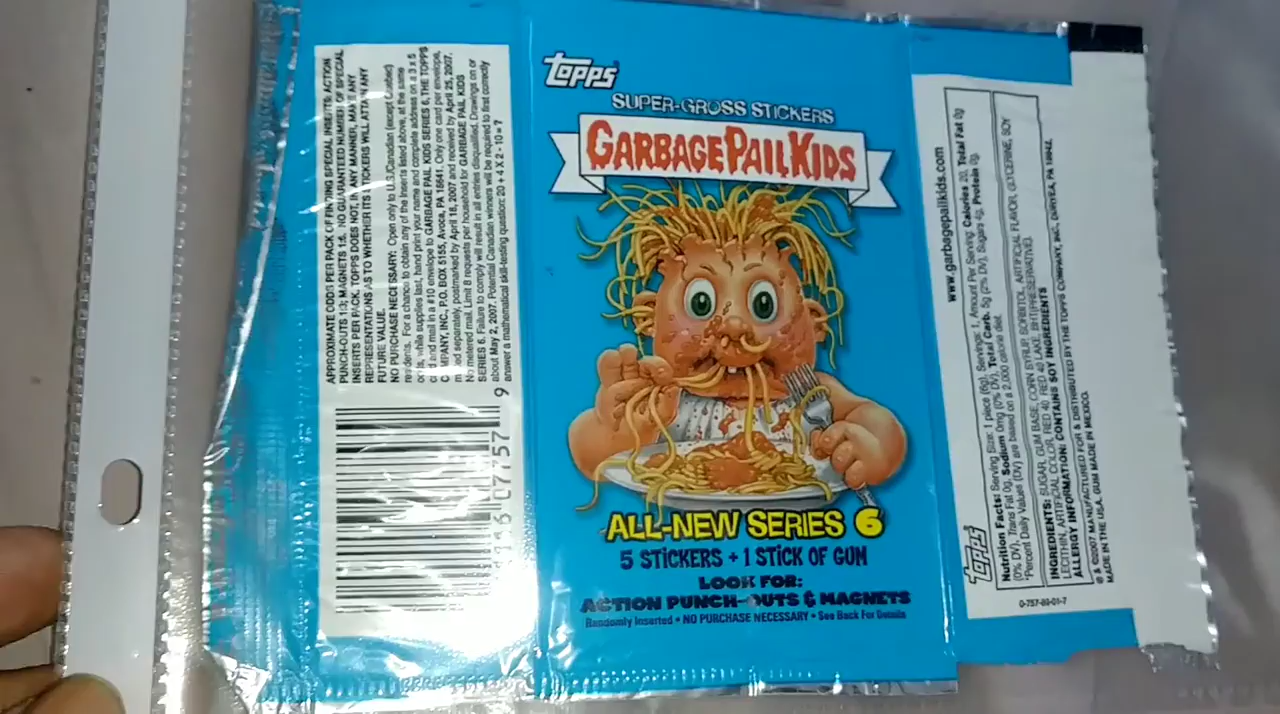 APPROXIMATE ODDS PER PACK OF FINDING SPECIAL INSERTS: ACTION
PUNCH-OUTS 1:3; MAGNETS 1:6. NO GUARANTEED NUMBER OF SPECIAL
INSERTS PER PACK. TOPPS DOES NOT, IN ANY MANNER, MAKE ANY
REPRESENTATIONS AS TO WHETHER ITS STICKERS WILL ATTAIN ANY
FUTURE VALUE.
NO PURCHASE NECESSARY: Open only to U.S./Canadian (except Quebec)
residents. For a chance to obtain any of the Inserts listed above, at the same
while supplies last, hand print your name and complete address on a 3 x 5
and mail in a #10 envelope to GARBAGE PAIL KIDS SERIES 6, THE TOPPS
COMPANY, INC., P.O. BOX 5155, Avoca, PA 18641. Only one card per envelope,
separately, postmarked by April 18, 2007 and received by April 25, 2007.
No metered mail. Limit 8 requests per household for GARBAGE PAIL KIDS
SERIES 6. Failure to comply will result in all entries disqualified. Drawings on or
about May 2, 2007. Potential Canadian winners will be required to first correctly
answer a mathematical skill-testing question: 20 + 4 X 2 - 10 = ?
07757 9
Topps
SUPER-GROSS STICKERS
GARBAGE PAIL KIDS
ALL-NEW SERIES 6
5 STICKERS + 1 STICK OF GUM
LOOK FOR:
ACTION PUNCH-OUTS & MAGNETS
Randomly Inserted • NO PURCHASE NECESSARY • See Back For Details
www.garbagepailkids.com
Topps
Nutrition Facts: Serving Size: 1 piece (6g), Servings: 1, Amount Per Serving: Calories 20, Total Fat 0g
(0% DV), Trans Fat 0g, Sodium 0mg (0% DV), Total Carb. 5g (2% DV), Sugars 4g, Protein 0g.
*Percent Daily Values (DV) are based on a 2,000 calorie diet.
INGREDIENTS: SUGAR, GUM BASE, CORN SYRUP, SORBITOL, ARTIFICIAL FLAVOR, GLYCERINE, SOY
LECITHIN, ARTIFICIAL COLOR, RED 40, RED 40 LAKE, BHT(PRESERVATIVE).
ALLERGY INFORMATION: CONTAINS SOY INGREDIENTS
® & ©2007 MANUFACTURED FOR & DISTRIBUTED BY THE TOPPS COMPANY, INC., DURYEA, PA 18642.
MADE IN THE USA. GUM MADE IN MEXICO.
0-757-89-01-7